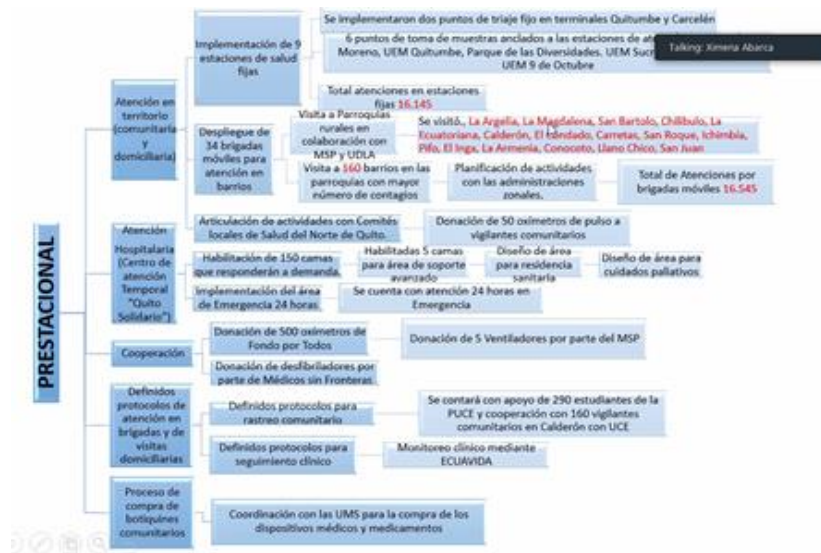 Se implementaron dos puntos de triaje fijo en terminales Quitumbe y Carcelén
Implementación de 9
estaciones de salud
fijas
6 puntos de toma de muestras anclados a las estaciones de
Moreno, UEM Quitumbe, Parque de las Diversidades. UEM
UEM 9 de Octubre
Talking: Ximena Abarca
Total atenciones en estaciones
fijas 16.145
Atención en
territorio
(comunitaria
y
domiciliaria)
Despliegue de
34 brigadas
móviles para
atención en
barrios
Visita a Parroquias
rurales en
colaboración con
MSP y UDLA
Se visitó., La Argelia, La Magdalena, San Bartolo, Chilibulo, La
Ecuatoriana, Calderón, El Condado, Carretas, San Roque, Ichimbia,
Pifo, El Inga, La Armenia, Conocoto, Llano Chico, San Juan
Visita a 160 barrios en las
parroquias con mayor
número de contagios
Planificación de actividades
con las administraciones
zonales.
Total de Atenciones por
brigadas móviles 16.545
Articulación de actividades con Comités
locales de Salud del Norte de Quito.
Donación de 50 oxímetros de pulso a
vigilantes comunitarios
PRESTACIONAL
Atención
Hospitalaria
(Centro de
atención
Temporal
"Quito
Solidario")
Habilitación de 150 camas
que responderán a demanda.
Habilitadas 5 camas
para área de soporte
avanzado
Diseño de área
para residencia
sanitaria
Diseño de área para
cuidados paliativos
Implementación del área
de Emergencia 24 horas
Se cuenta con atención 24 horas en
Emergencia
Cooperación
Donación de 500 oxímetros de
Fondo por Todos
Donación de 5 Ventiladores por parte del MSP
Donación de desfibriladores por
parte de Médicos sin Fronteras.
Definidos
protocolos de
atención en
brigadas y de
visitas
domiciliarias
Definidos protocolos para
rastreo comunitario
Se contará con apoyo de 290 estudiantes de la
PUCE y cooperación con 160 vigilantes
comunitarios en Calderón con UCE
Definidos protocolos para
seguimiento clínico
Monitoreo clínico mediante
ECUAVIDA
Proceso de
compra de
botiquines
comunitarios
Coordinación con las UMS para la compra de los
dispositivos médicos y medicamentos